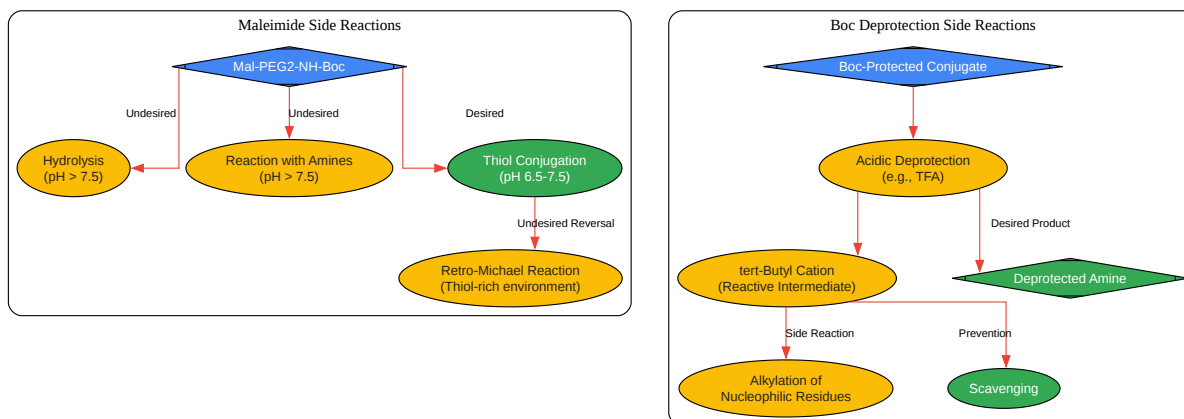 Maleimide Side Reactions
Mal-PEG2-NH-Boc
Undesired
Undesired
Desired
Hydrolysis
(pH > 7.5)
Reaction with Amines
(pH > 7.5)
Thiol Conjugation
(pH 6.5-7.5)
Undesired Reversal
Retro-Michael Reaction
(Thiol-rich environment)
Boc Deprotection Side Reactions
Boc-Protected Conjugate
Acidic Deprotection
(e.g., TFA)
Desired Product
tert-Butyl Cation
(Reactive Intermediate)
Deprotected Amine
Side Reaction
Prevention
Alkylation of
Nucleophilic Residues
Scavenging